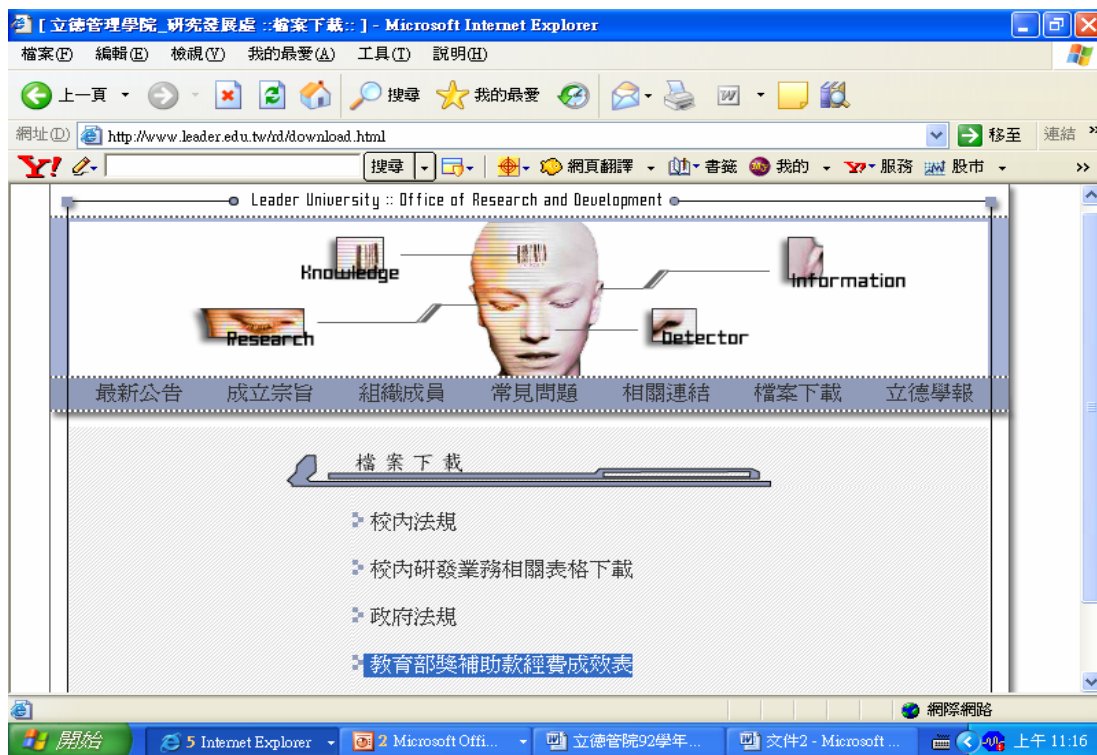 [ 立德管理學院_研究發展處 ::檔案下載:: ] - Microsoft Internet Explorer
檔案(F) 編輯(E) 檢視(V) 我的最愛(A) 工具(T) 說明(H)
上一頁 搜尋 我的最愛
網址(D) http://www.leader.edu.tw/rd/download.html 移至 連結 »
Y! 搜尋 網頁翻譯 書籤 我的 服務 股市 »
Leader University :: Office of Research and Development
Knowledge
Information
Research
Detector
最新公告 成立宗旨 組織成員 常見問題 相關連結 檔案下載 立德學報
檔案下載
校內法規
校內研發業務相關表格下載
政府法規
教育部獎補助款經費成效表
網際網路
開始 5 Internet Explorer 2 Microsoft Offi... 立德管院92學年... 文件2 - Microsoft ... 上午 11:16